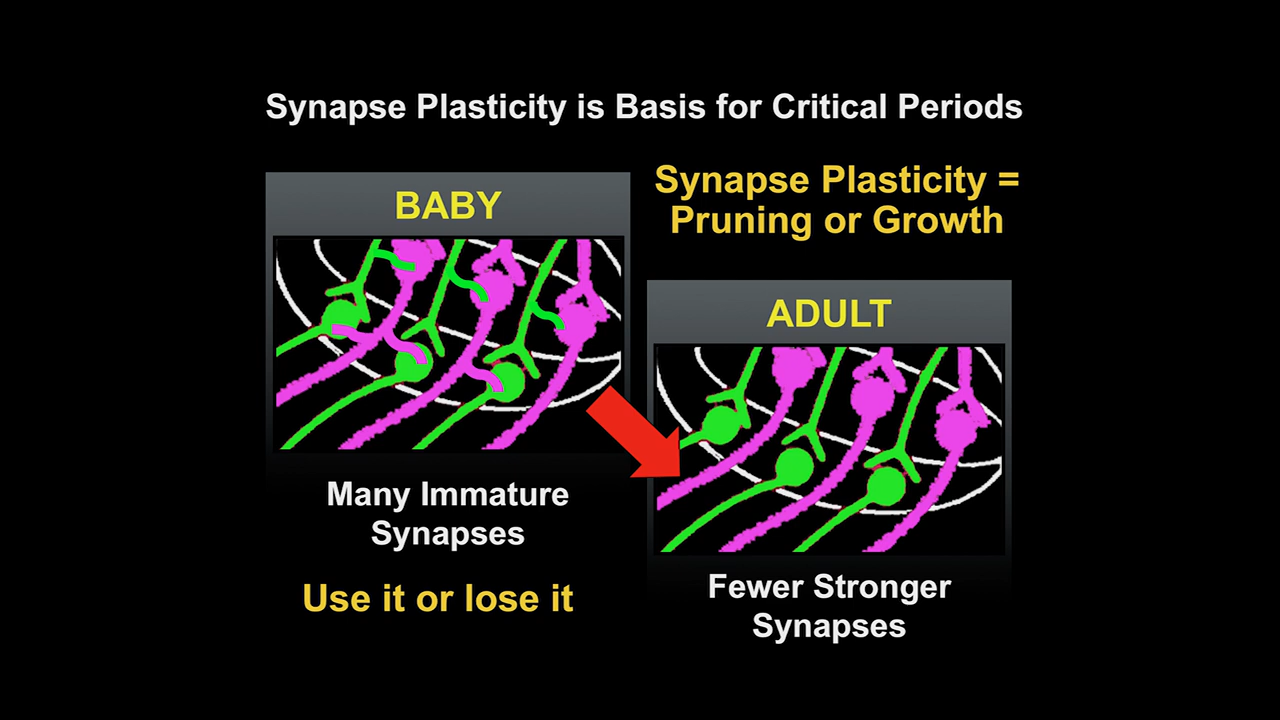 Synapse Plasticity is Basis for Critical Periods
BABY
Many Immature
Synapses
Use it or lose it
Synapse Plasticity =
Pruning or Growth
ADULT
Fewer Stronger
Synapses